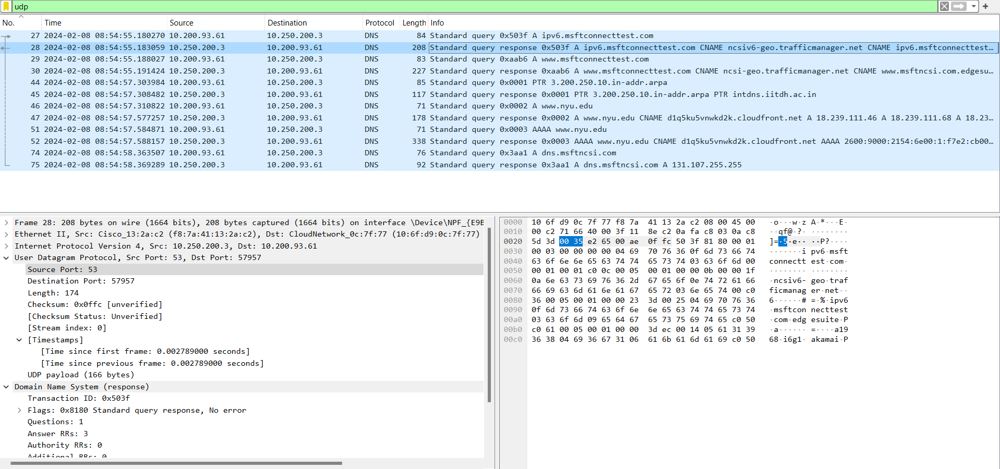 udp
No. Time Source Destination Protocol Length Info
27 2024-02-08 08:54:55.180270 10.200.93.61 10.250.200.3 DNS 84 Standard query 0x503f A ipv6.msftconnecttest.com
28 2024-02-08 08:54:55.183059 10.250.200.3 10.200.93.61 DNS 208 Standard query response 0x503f A ipv6.msftconnecttest.com CNAME ncsiv6-geo.trafficmanager.net CNAME ipv6.msftconnecttest…
29 2024-02-08 08:54:55.188027 10.200.93.61 10.250.200.3 DNS 83 Standard query 0xaab6 A www.msftconnecttest.com
30 2024-02-08 08:54:55.191424 10.250.200.3 10.200.93.61 DNS 227 Standard query response 0xaab6 A www.msftconnecttest.com CNAME ncsi-geo.trafficmanager.net CNAME www.msftncsi.com.edgesu…
44 2024-02-08 08:54:57.303984 10.200.93.61 10.250.200.3 DNS 85 Standard query 0x0001 PTR 3.200.250.10.in-addr.arpa
45 2024-02-08 08:54:57.308482 10.250.200.3 10.200.93.61 DNS 117 Standard query response 0x0001 PTR 3.200.250.10.in-addr.arpa PTR intdns.iitdh.ac.in
46 2024-02-08 08:54:57.310822 10.200.93.61 10.250.200.3 DNS 71 Standard query 0x0002 A www.nyu.edu
47 2024-02-08 08:54:57.577257 10.250.200.3 10.200.93.61 DNS 178 Standard query response 0x0002 A www.nyu.edu CNAME d1q5ku5vnwkd2k.cloudfront.net A 18.239.111.46 A 18.239.111.68 A 18.23…
51 2024-02-08 08:54:57.584871 10.200.93.61 10.250.200.3 DNS 71 Standard query 0x0003 AAAA www.nyu.edu
52 2024-02-08 08:54:57.588157 10.250.200.3 10.200.93.61 DNS 338 Standard query response 0x0003 AAAA www.nyu.edu CNAME d1q5ku5vnwkd2k.cloudfront.net AAAA 2600:9000:2154:6e00:1:f7e2:cb00…
74 2024-02-08 08:54:58.363507 10.200.93.61 10.250.200.3 DNS 76 Standard query 0x3aa1 A dns.msftncsi.com
75 2024-02-08 08:54:58.369289 10.250.200.3 10.200.93.61 DNS 92 Standard query response 0x3aa1 A dns.msftncsi.com A 131.107.255.255
Frame 28: 208 bytes on wire (1664 bits), 208 bytes captured (1664 bits) on interface \Device\NPF_{E9B
Ethernet II, Src: Cisco_13:2a:c2 (f8:7a:41:13:2a:c2), Dst: CloudNetwork_0c:7f:77 (10:6f:d9:0c:7f:77)
Internet Protocol Version 4, Src: 10.250.200.3, Dst: 10.200.93.61
User Datagram Protocol, Src Port: 53, Dst Port: 57957
Source Port: 53
Destination Port: 57957
Length: 174
Checksum: 0x0ffc [unverified]
[Checksum Status: Unverified]
[Stream index: 0]
[Timestamps]
[Time since first frame: 0.002789000 seconds]
[Time since previous frame: 0.002789000 seconds]
UDP payload (166 bytes)
Domain Name System (response)
Transaction ID: 0x503f
Flags: 0x8180 Standard query response, No error
Questions: 1
Answer RRs: 3
Authority RRs: 0
Additional RRs: 0
0000 10 6f d9 0c 7f 77 f8 7a 41 13 2a c2 08 00 45 00 ·o···w·z A·*···E·
0010 00 c2 71 66 40 00 3f 11 8e c2 0a fa c8 03 0a c8 ··qf@·?· ········
0020 5d 3d 00 35 e2 65 00 ae 0f fc 50 3f 81 80 00 01 ]=·5·e·· ··P?····
0030 00 03 00 00 00 00 04 69 70 76 36 0f 6d 73 66 74 ·······i pv6·msft
0040 63 6f 6e 6e 65 63 74 74 65 73 74 03 63 6f 6d 00 connectt est·com·
0050 00 01 00 01 c0 0c 00 05 00 01 00 00 0b 00 00 1f ········ ········
0060 0a 6e 63 73 69 76 36 2d 67 65 6f 0e 74 72 61 66 ·ncsiv6- geo·traf
0070 66 69 63 6d 61 6e 61 67 65 72 03 6e 65 74 00 c0 ficmanag er·net··
0080 36 00 05 00 01 00 00 23 3d 00 25 04 69 70 76 36 6······# =·%·ipv6
0090 0f 6d 73 66 74 63 6f 6e 6e 65 63 74 74 65 73 74 ·msftcon necttest
00a0 03 63 6f 6d 09 65 64 67 65 73 75 69 74 65 c0 50 ·com·edg esuite·P
00b0 c0 61 00 05 00 01 00 00 3d ec 00 14 05 61 31 39 ·a······ =····a19
00c0 36 38 04 69 36 67 31 06 61 6b 61 6d 61 69 c0 50 68·i6g1· akamai·P